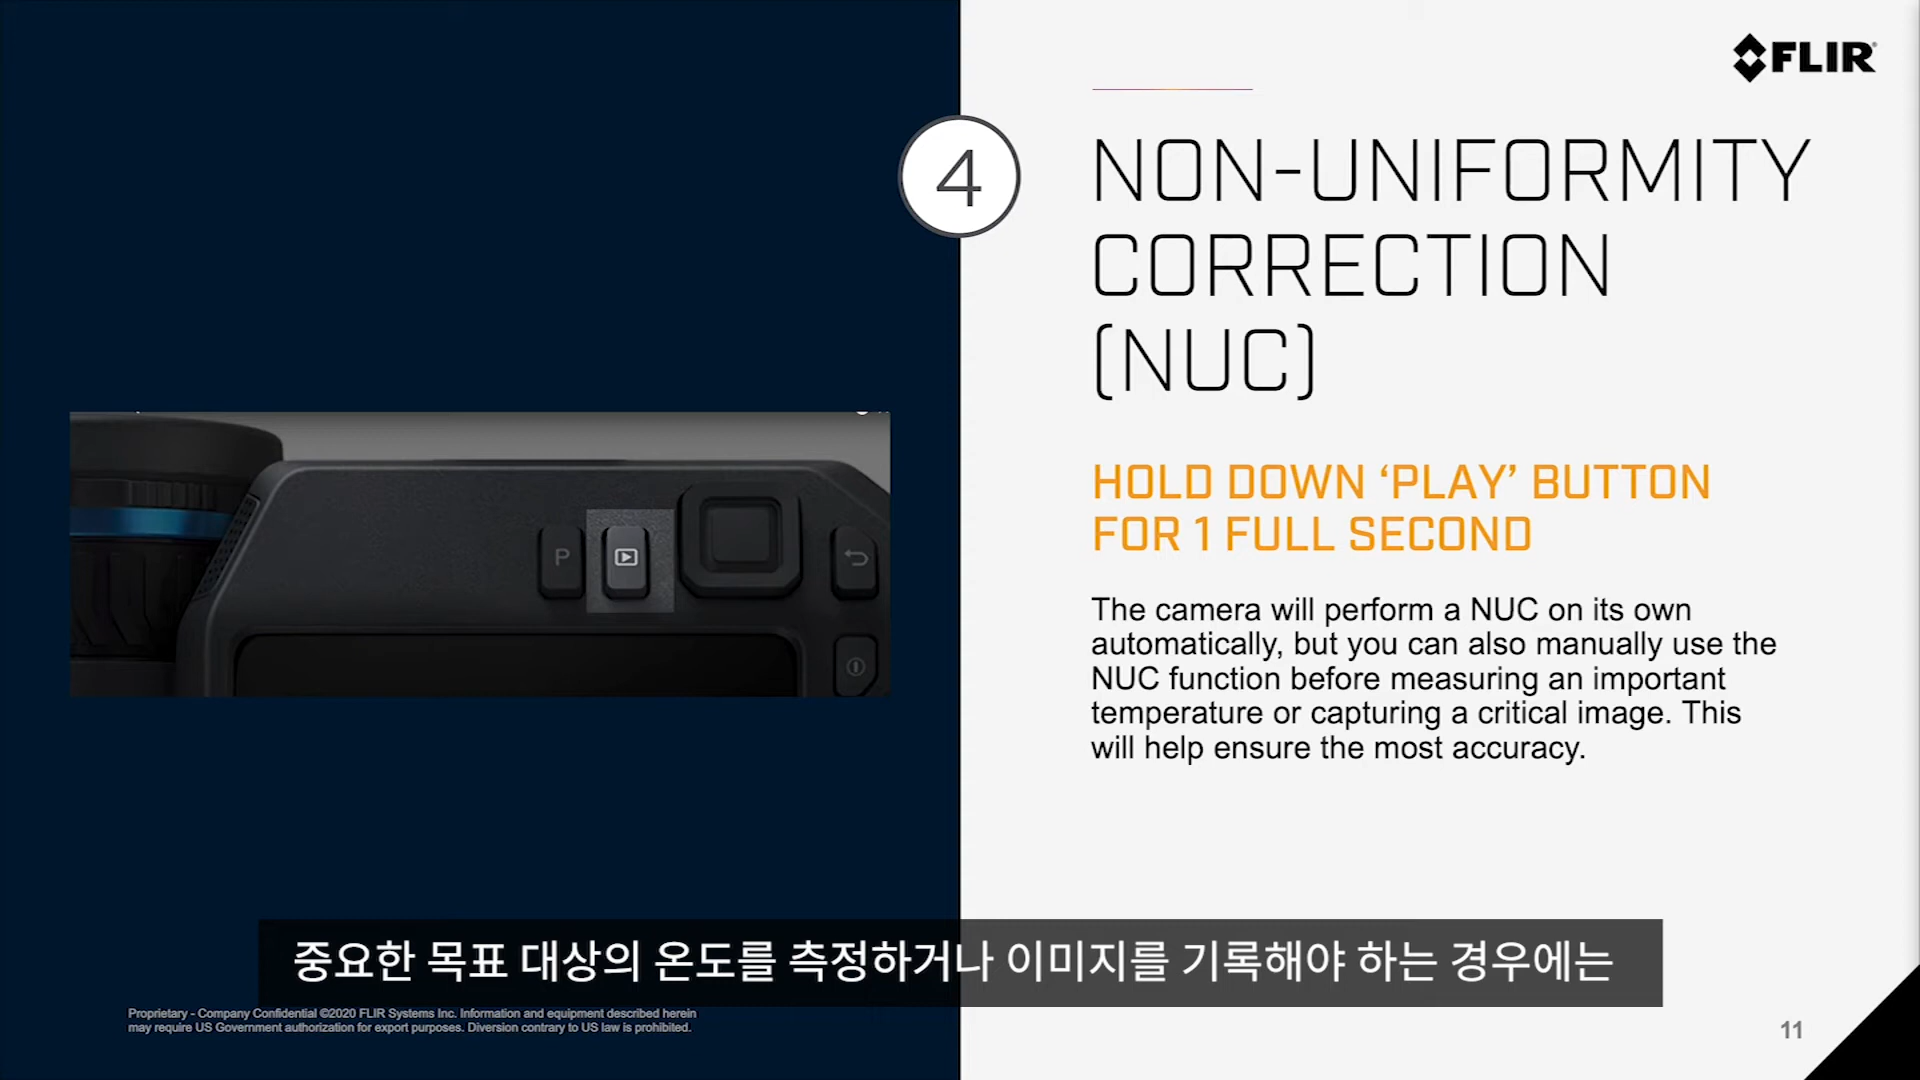 FLIR
4
NON-UNIFORMITY
CORRECTION
(NUC)
HOLD DOWN ‘PLAY’ BUTTON
FOR 1 FULL SECOND
P
The camera will perform a NUC on its own
automatically, but you can also manually use the
NUC function before measuring an important
temperature or capturing a critical image. This
will help ensure the most accuracy.
중요한 목표 대상의 온도를 측정하거나 이미지를 기록해야 하는 경우에는
Proprietary - Company Confidential ©2020 FLIR Systems Inc. Information and equipment described herein
may require US Government authorization for export purposes. Diversion contrary to US law is prohibited.
11